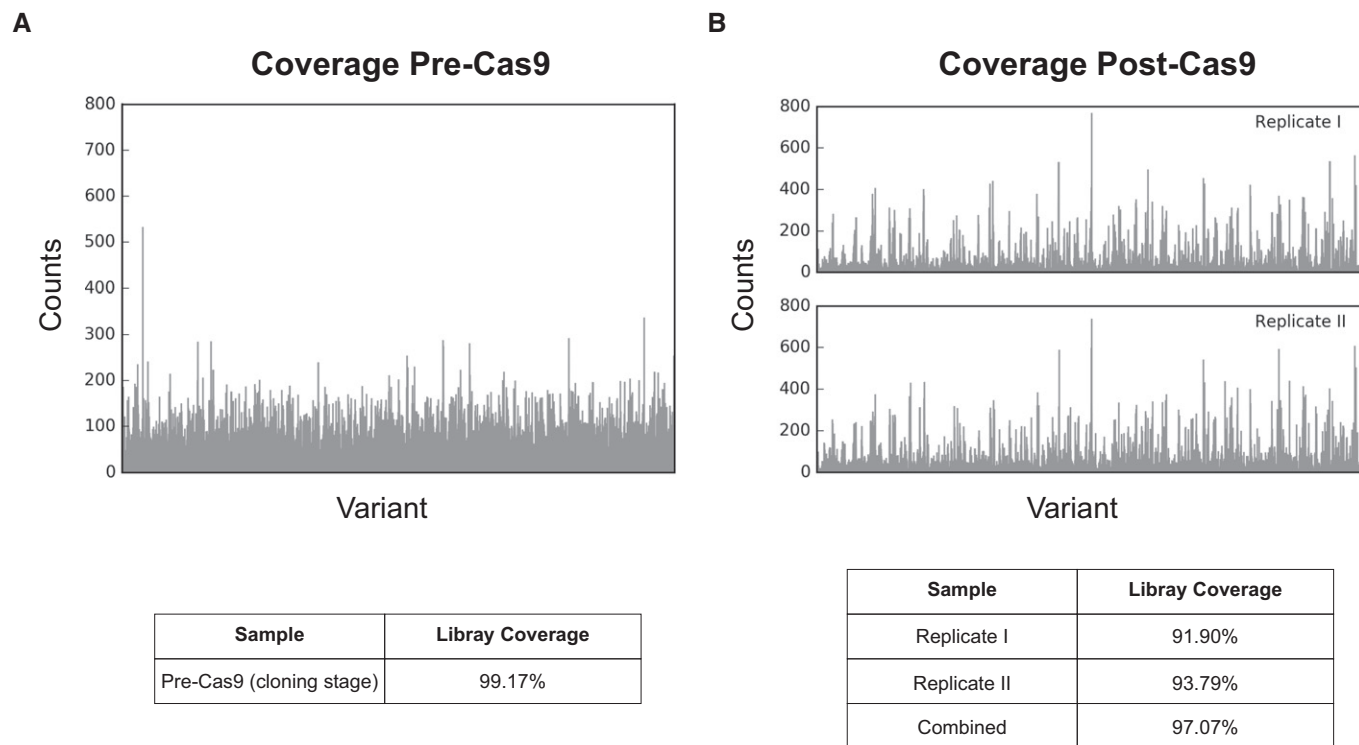 A
Coverage Pre-Cas9
800
700
600
500
400
300
200
100
0
Counts
Variant
Sample Libray Coverage
Pre-Cas9 (cloning stage) 99.17%
B
Coverage Post-Cas9
800
600
400
200
0
Replicate I
800
600
400
200
0
Replicate II
Counts
Variant
Sample Libray Coverage
Replicate I 91.90%
Replicate II 93.79%
Combined 97.07%